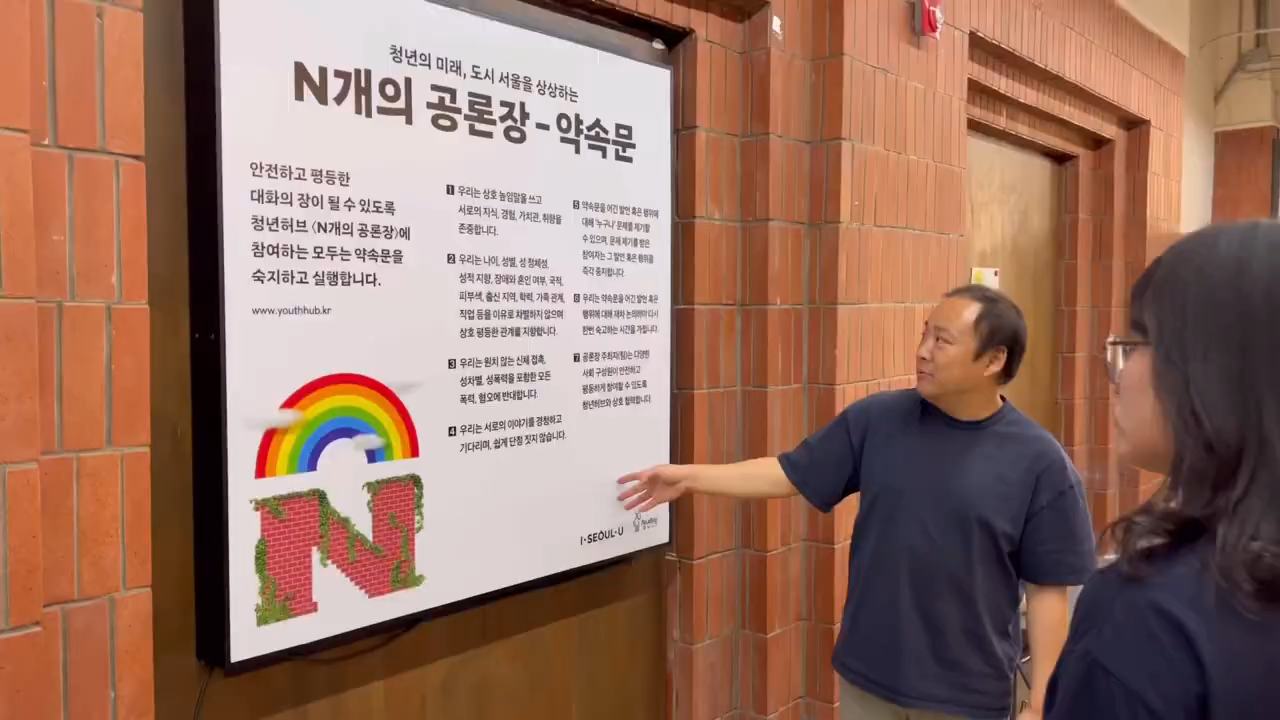 청년의 미래, 도시 서울을 상상하는
N개의 공론장 - 약속문
안전하고 평등한
대화의 장이 될 수 있도록
청년허브 〈N개의 공론장〉에
참여하는 모두는 약속문을
숙지하고 실행합니다.
www.youthhub.kr
1 우리는 상호 높임말을 쓰고
서로의 지식, 경험, 가치관, 취향을
존중합니다.
2 우리는 나이, 성별, 성 정체성,
성적 지향, 장애와 혼인 여부, 국적,
피부색, 출신 지역, 학력, 가족 관계,
직업 등을 이유로 차별하지 않으며
상호 평등한 관계를 지향합니다.
3 우리는 원치 않는 신체 접촉,
성차별, 성폭력을 포함한 모든
폭력, 혐오에 반대합니다.
4 우리는 서로의 이야기를 경청하고
기다리며, 쉽게 단정 짓지 않습니다.
5 약속문을 어긴 발언 혹은 행위에
대해 '누구나' 문제를 제기할
수 있으며, 문제 제기를 받은
참여자는 그 발언 혹은 행위를
즉각 중지합니다.
6 우리는 약속문을 어긴 발언 혹은
행위에 대해 재차 논의해야 다시
한번 숙고하는 시간을 가집니다.
7 공론장 주최자(팀)는 다양한
사회 구성원이 안전하고
평등하게 참여할 수 있도록
청년허브와 상호 협력합니다.
I·SEOUL·U
N